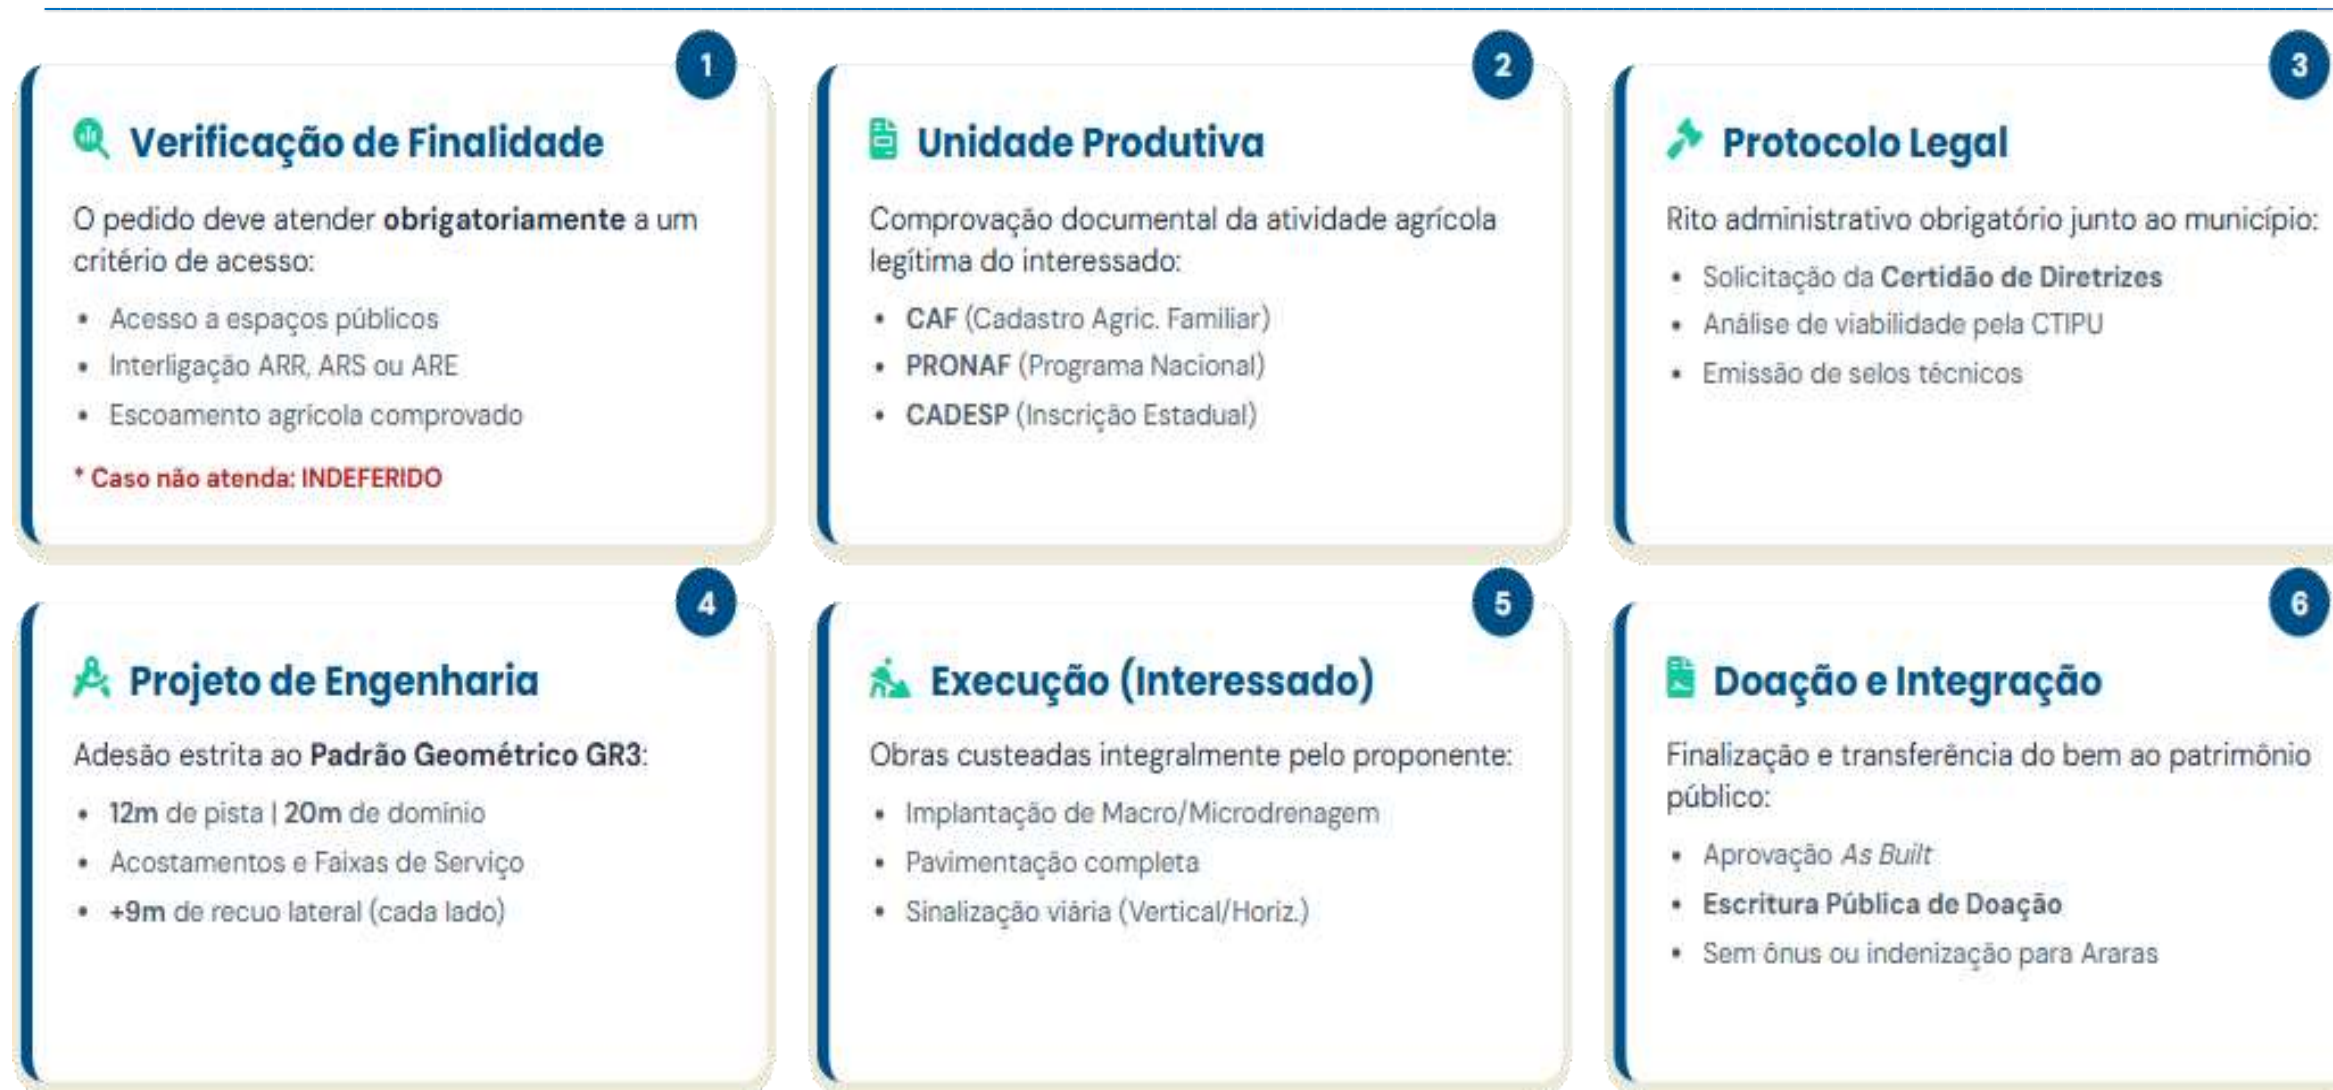 1
Verificação de Finalidade
O pedido deve atender obrigatoriamente a um
critério de acesso:
• Acesso a espaços públicos
• Interligação ARR, ARS ou ARE
• Escoamento agrícola comprovado
* Caso não atenda: INDEFERIDO
2
Unidade Produtiva
Comprovação documental da atividade agrícola
legítima do interessado:
• CAF (Cadastro Agric. Familiar)
• PRONAF (Programa Nacional)
• CADESP (Inscrição Estadual)
3
Protocolo Legal
Rito administrativo obrigatório junto ao município:
• Solicitação da Certidão de Diretrizes
• Análise de viabilidade pela CTIPU
• Emissão de selos técnicos
4
Projeto de Engenharia
Adesão estrita ao Padrão Geométrico GR3:
• 12m de pista | 20m de domínio
• Acostamentos e Faixas de Serviço
• +9m de recuo lateral (cada lado)
5
Execução (Interessado)
Obras custeadas integralmente pelo proponente:
• Implantação de Macro/Microdrenagem
• Pavimentação completa
• Sinalização viária (Vertical/Horiz.)
6
Doação e Integração
Finalização e transferência do bem ao patrimônio
público:
• Aprovação As Built
• Escritura Pública de Doação
• Sem ônus ou indenização para Araras